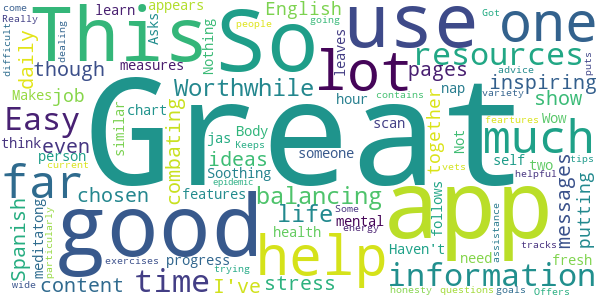 This So use one
lot resources
appears English
come learn Asks leaves people going Got
Really difficult daily Nothing
though measures Worthwhile pages inspiring dealing puts
Makes job chart hour nap show advice variety
Easy similar combating jas Body scan contains Not Wow
Great
much
think even person Keeps someone together self two feartures vets tips
far chosen Soothing ideas features balancing follows need messages putting helpful
current epidemic
Spanish meditatong particularly good life Some mental energy Haven't app assistance fresh
time progress health help information
wide content exercises trying I've stress honesty questions Offers goals tracks